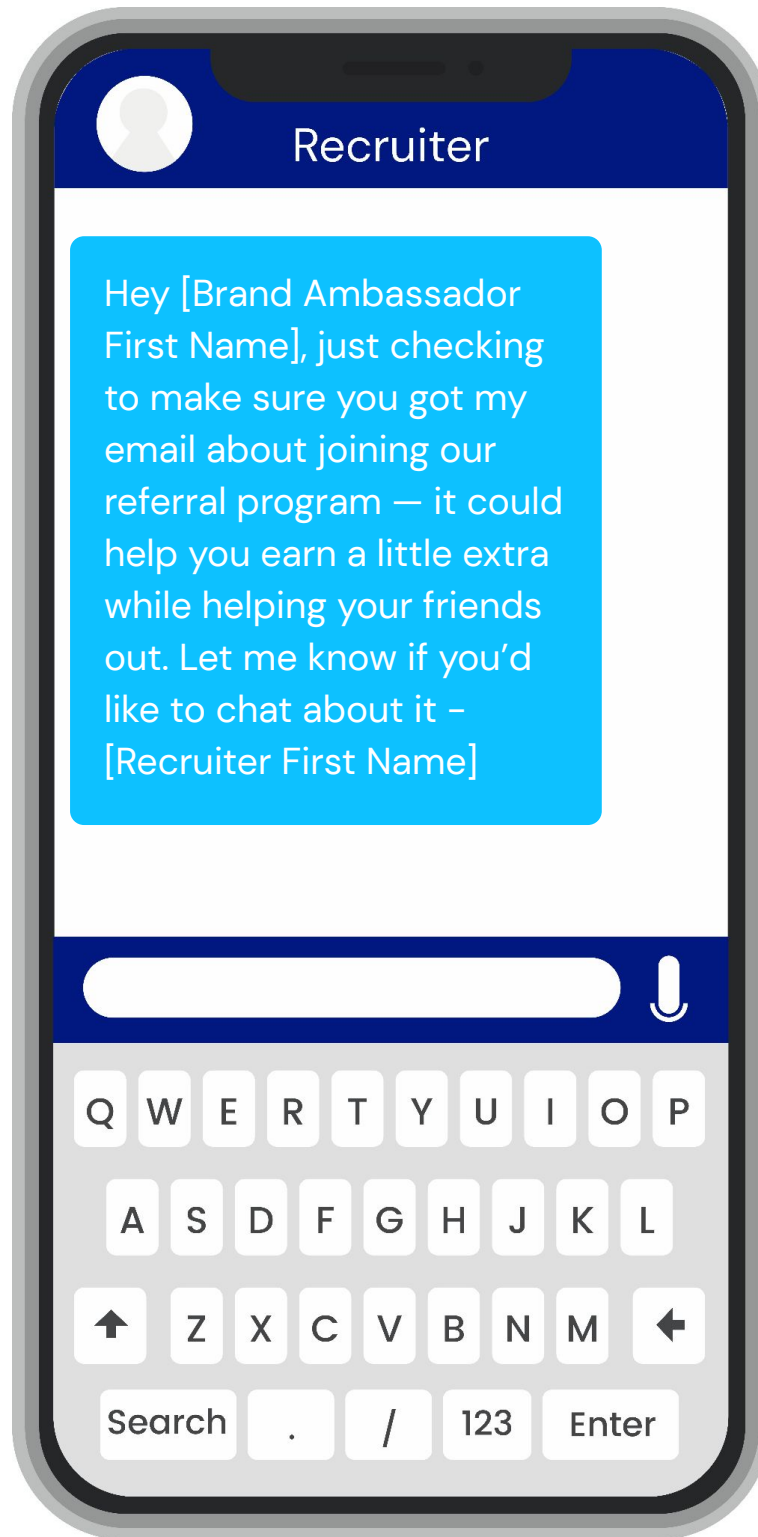 Recruiter
Hey [Brand Ambassador
First Name], just checking
to make sure you got my
email about joining our
referral program — it could
help you earn a little extra
while helping your friends
out. Let me know if you’d
like to chat about it -
[Recruiter First Name]
Q W E R T Y U I O P
A S D F G H J K L
Z X C V B N M
Search . / 123 Enter